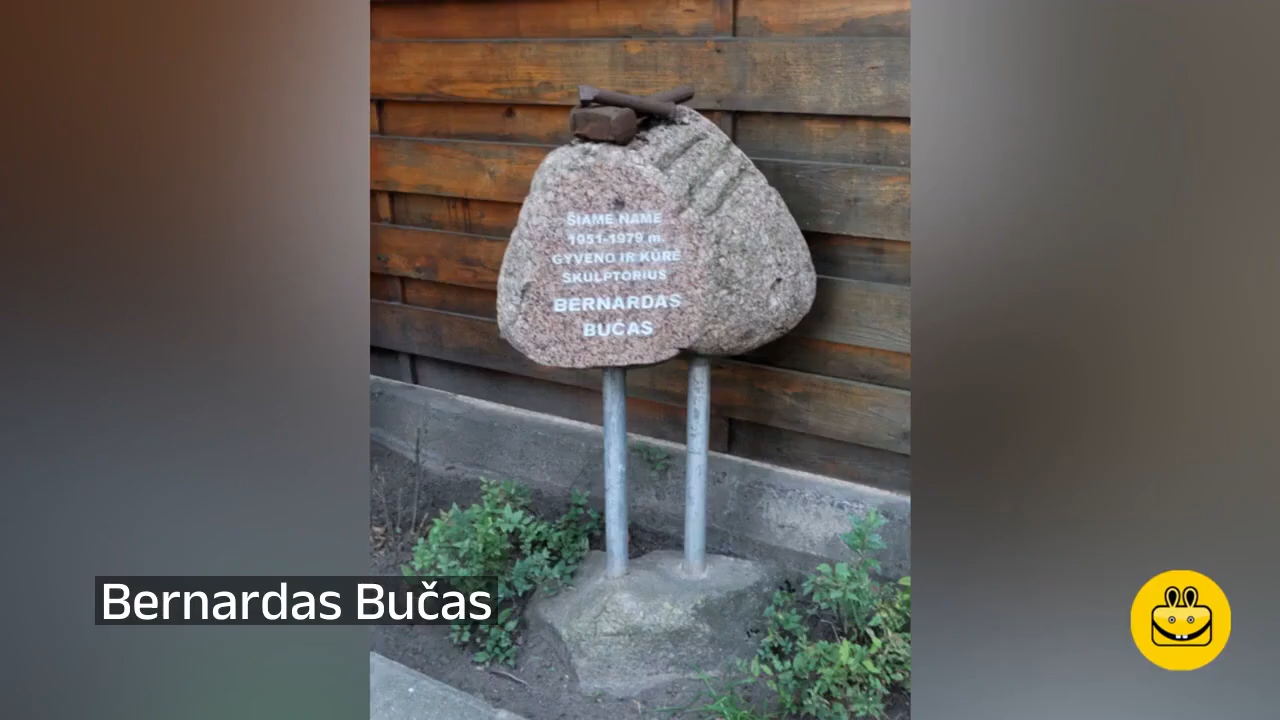 ŠIAME NAME
1951-1979 m.
GYVENO IR KŪRĖ
SKULPTORIUS
BERNARDAS
BUČAS
Bernardas Bučas